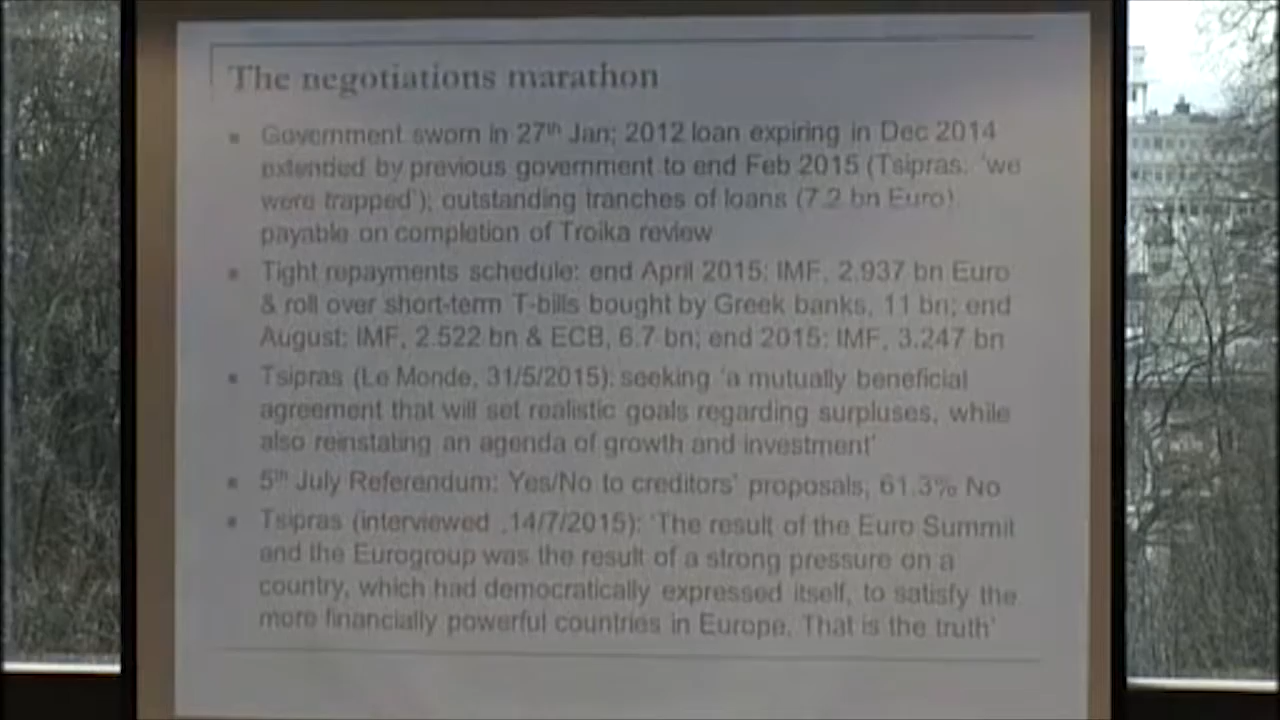 The negotiations marathon
▪ Government sworn in 27th Jan; 2012 loan expiring in Dec 2014
extended by previous government to end Feb 2015 (Tsipras: 'we
were trapped'); outstanding tranches of loans (7.2 bn Euro)
payable on completion of Troika review
▪ Tight repayments schedule: end April 2015: IMF, 2.937 bn Euro
& roll over short-term T-bills bought by Greek banks, 11 bn; end
August: IMF, 2.522 bn & ECB, 6.7 bn; end 2015: IMF, 3.247 bn
▪ Tsipras (Le Monde, 31/5/2015): seeking 'a mutually beneficial
agreement that will set realistic goals regarding surpluses, while
also reinstating an agenda of growth and investment'
▪ 5th July Referendum: Yes/No to creditors' proposals, 61.3% No
▪ Tsipras (interviewed ,14/7/2015): 'The result of the Euro Summit
and the Eurogroup was the result of a strong pressure on a
country, which had democratically expressed itself, to satisfy the
more financially powerful countries in Europe. That is the truth'